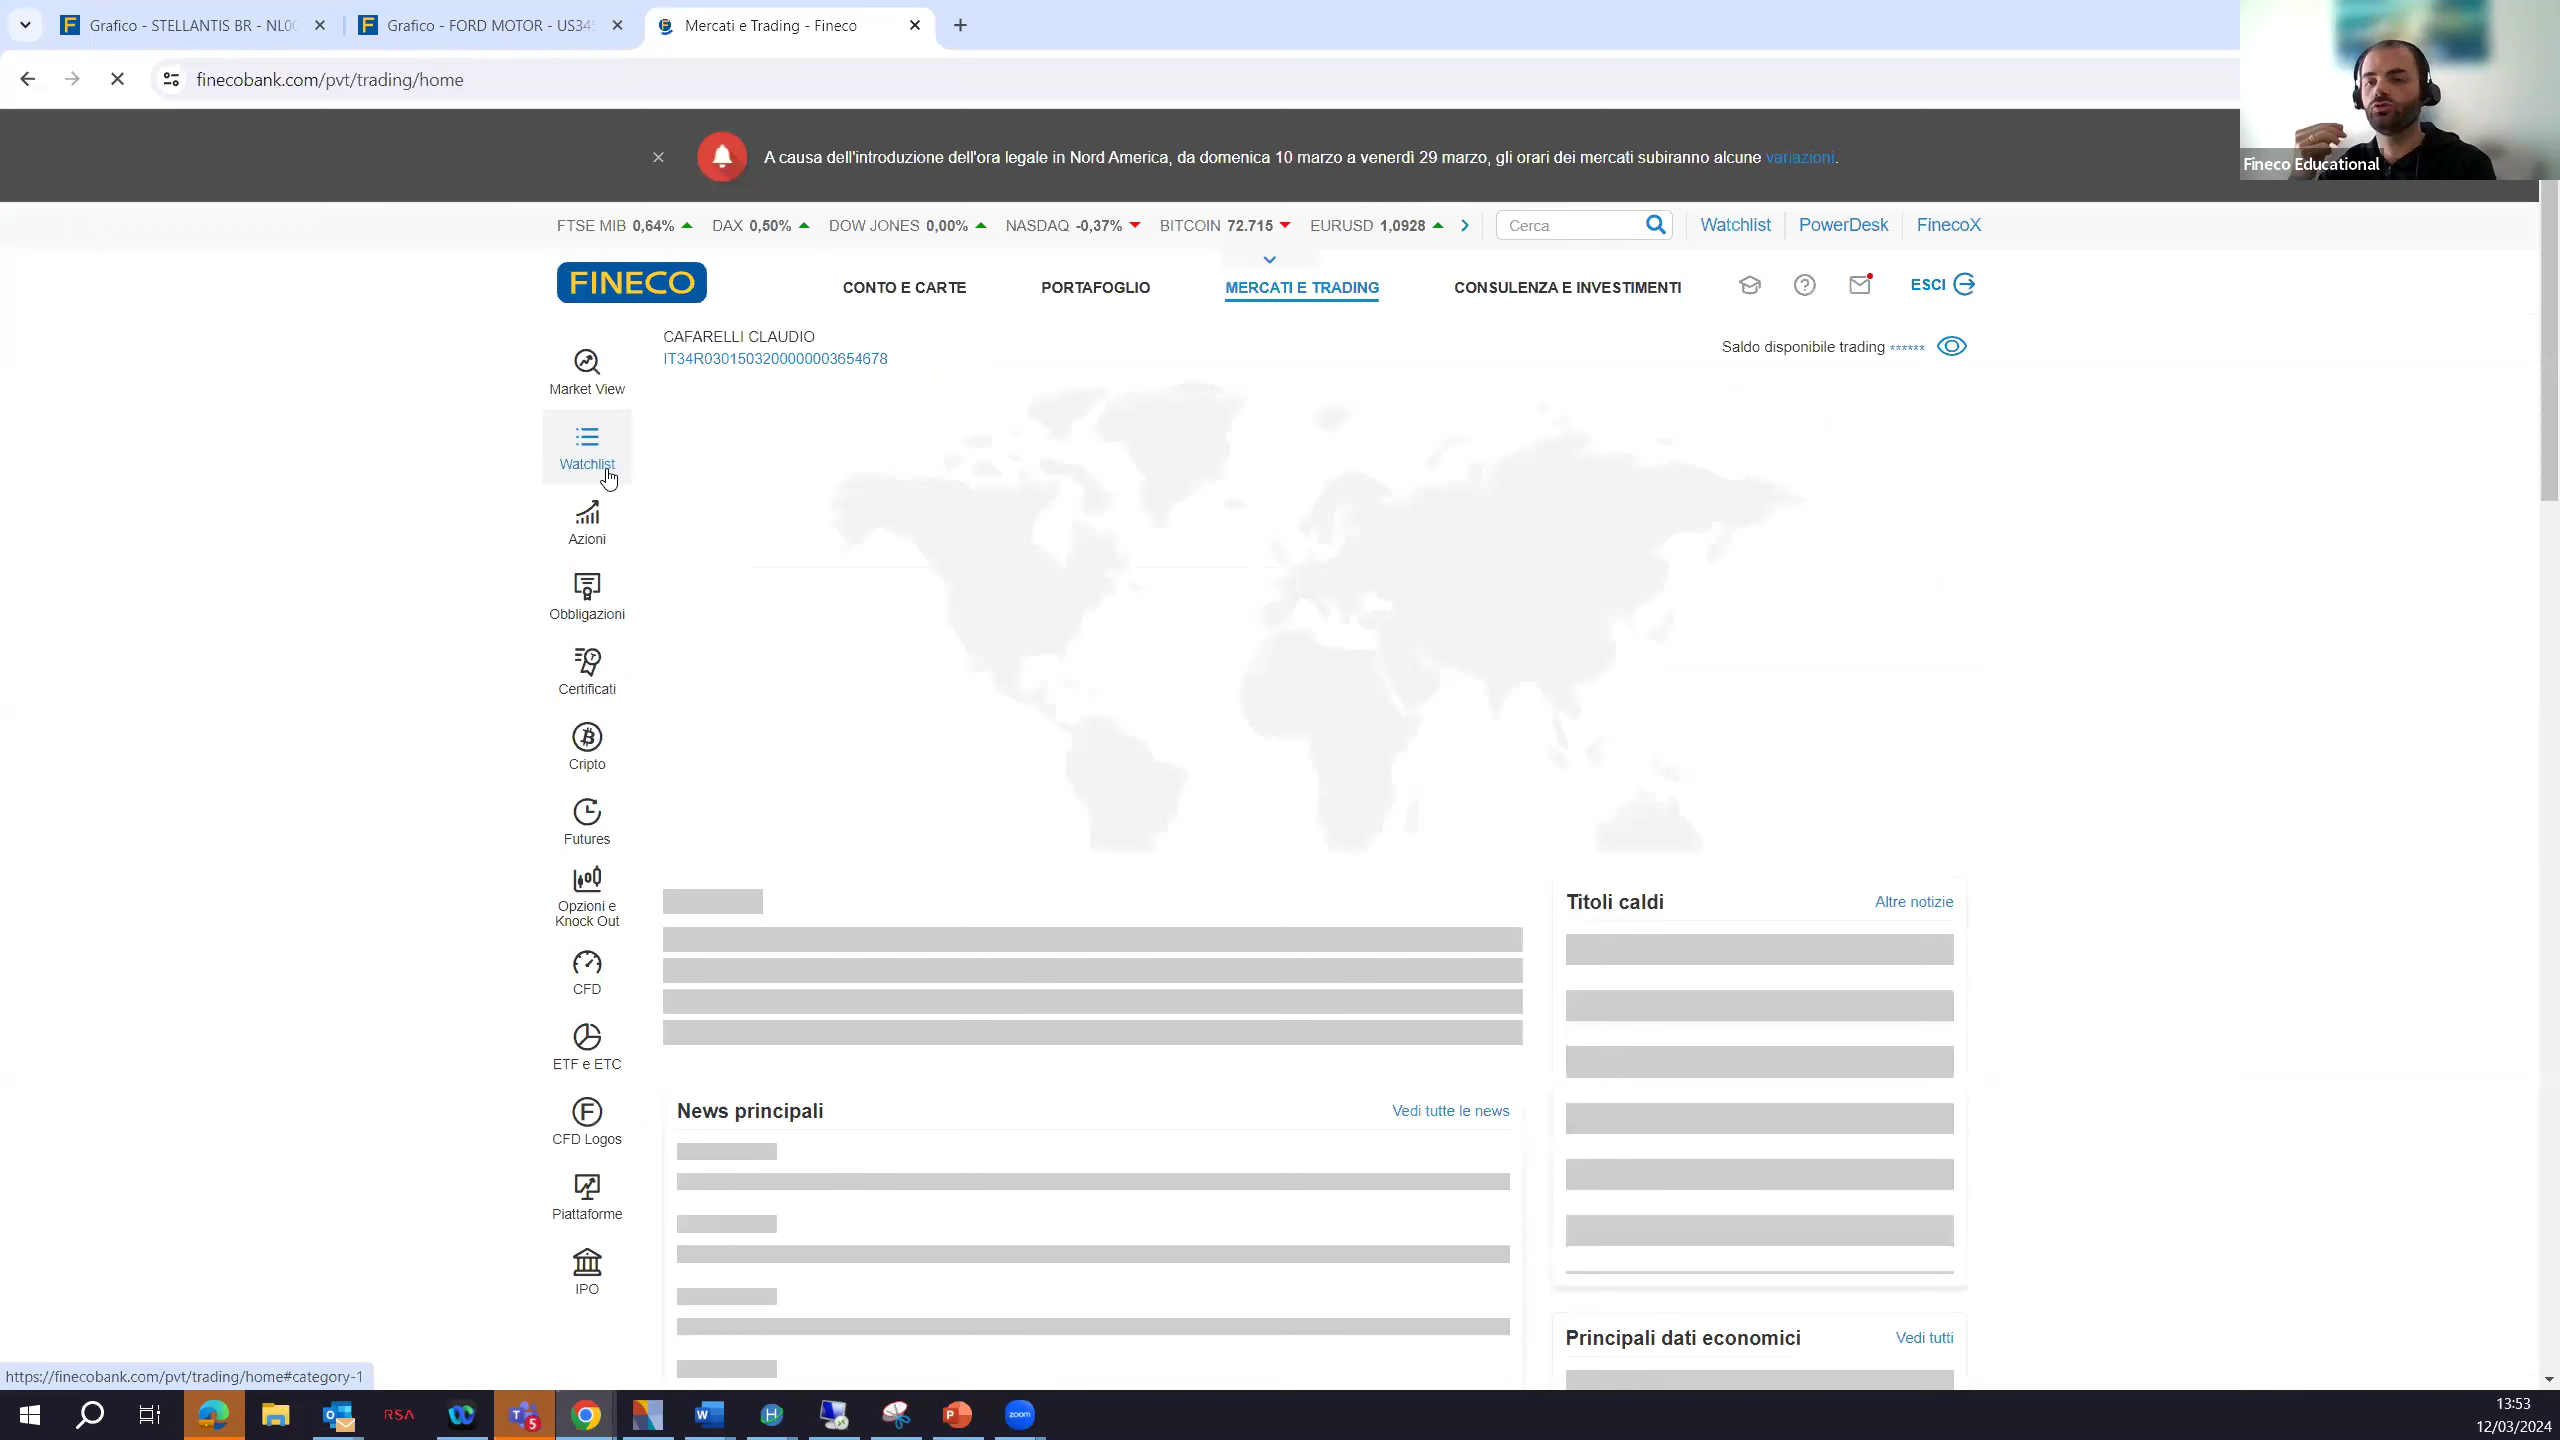 Grafico - STELLANTIS BR - NL00
Grafico - FORD MOTOR - US345
Mercati e Trading - Fineco
finecobank.com/pvt/trading/home
A causa dell'introduzione dell'ora legale in Nord America, da domenica 10 marzo a venerdì 29 marzo, gli orari dei mercati subiranno alcune variazioni.
Fineco Educational
FTSE MIB 0,64% DAX 0,50% DOW JONES 0,00% NASDAQ -0,37% BITCOIN 72.715 EURUSD 1,0928
Cerca
Watchlist
PowerDesk
FinecoX
FINECO
CONTO E CARTE
PORTAFOGLIO
MERCATI E TRADING
CONSULENZA E INVESTIMENTI
ESCI
CAFARELLI CLAUDIO
IT34R0301503200000003654678
Saldo disponibile trading ******
Market View
Watchlist
Azioni
Obbligazioni
Certificati
Cripto
Futures
Opzioni e
Knock Out
CFD
ETF e ETC
CFD Logos
Piattaforme
IPO
Titoli caldi
Altre notizie
News principali
Vedi tutte le news
Principali dati economici
Vedi tutti
https://finecobank.com/pvt/trading/home#category-1
RSA
T
5
W
H
P
zoom
13:53
12/03/2024